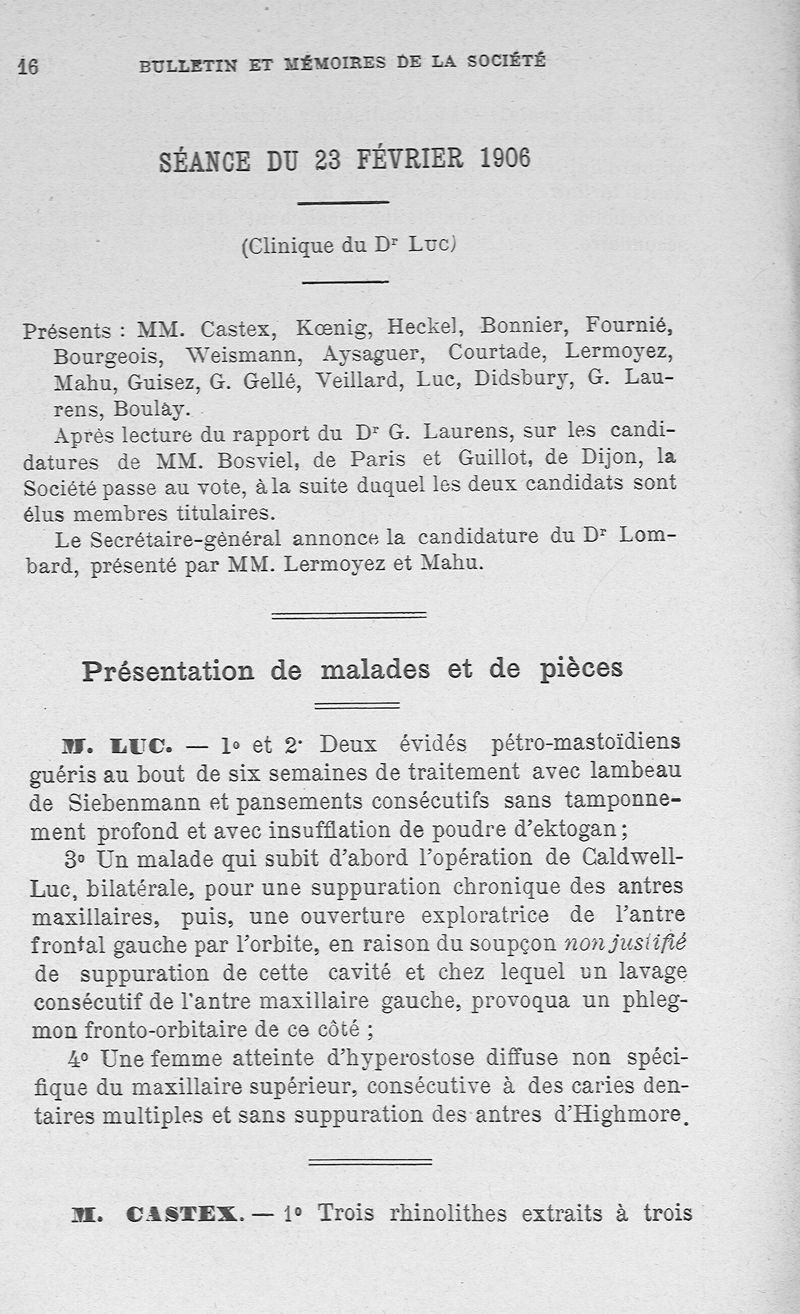 16 BULLETIN ET MÉMOIRES DE LA SOCIÉTÉ
SÉANCE DU 23 FÉVRIER 1906
(Clinique du Dr Luc)
Présents : MM. Castex, Kœnig, Heckel, Bonnier, Fournié,
Bourgeois, Weismann, Aysaguer, Courtade, Lermoyez,
Mahu, Guisez, G. Gellé, Veillard, Luc, Didsbury, G. Lau-
rens, Boulay.
Après lecture du rapport du Dr G. Laurens, sur les candi-
datures de MM. Bosviel, de Paris et Guillot, de Dijon, la
Société passe au vote, à la suite duquel les deux candidats sont
élus membres titulaires.
Le Secrétaire-général annonce la candidature du Dr Lom-
bard, présenté par MM. Lermoyez et Mahu.
Présentation de malades et de pièces
M. LUC. — 1º et 2º Deux évidés pétro-mastoïdiens
guéris au bout de six semaines de traitement avec lambeau
de Siebenmann et pansements consécutifs sans tamponne-
ment profond et avec insufflation de poudre d'ektogan ;
3º Un malade qui subit d'abord l'opération de Caldwell-
Luc, bilatérale, pour une suppuration chronique des antres
maxillaires, puis, une ouverture exploratrice de l'antre
frontal gauche par l'orbite, en raison du soupçon non justifié
de suppuration de cette cavité et chez lequel un lavage
consécutif de l'antre maxillaire gauche, provoqua un phleg-
mon fronto-orbitaire de ce côté ;
4º Une femme atteinte d'hyperostose diffuse non spéci-
fique du maxillaire supérieur, consécutive à des caries den-
taires multiples et sans suppuration des antres d'Highmore.
M. CASTEX. — 1º Trois rhinolithes extraits à trois